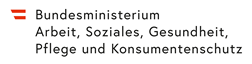 Bundesministerium
Arbeit, Soziales, Gesundheit,
Pflege und Konsumentenschutz